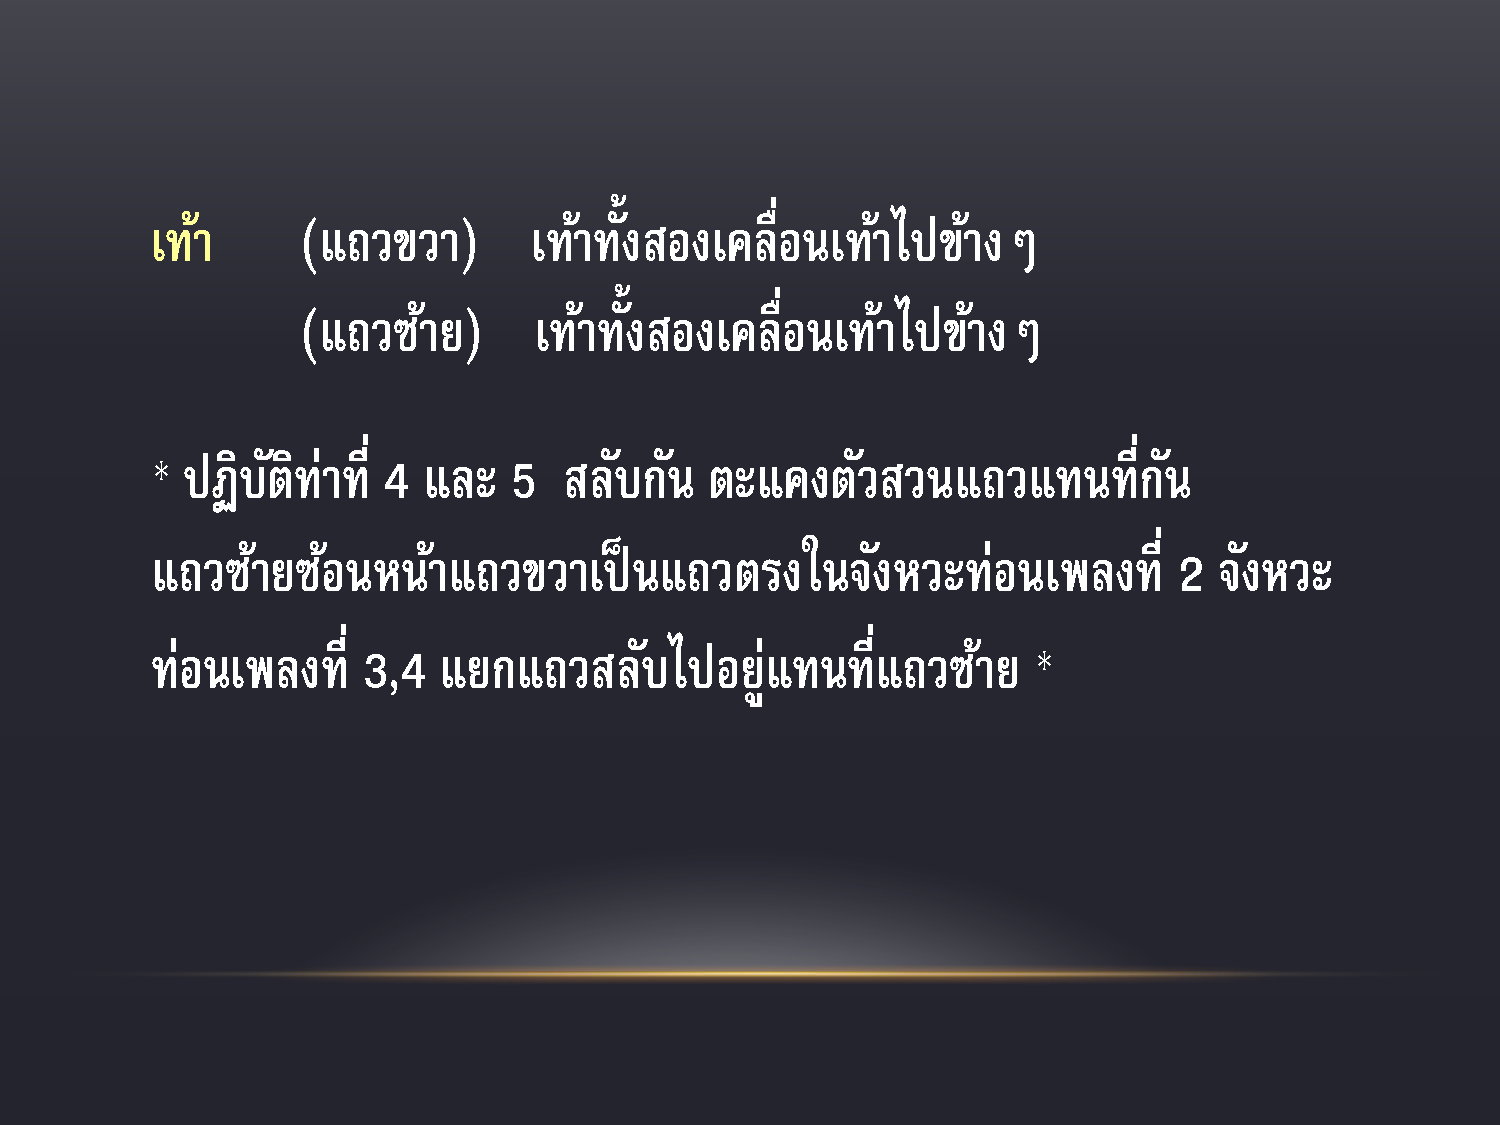 เท้า (แถวขวา) เท้าทั้งสองเคลื่อนเท้าไปข้าง ๆ
(แถวซ้าย) เท้าทั้งสองเคลื่อนเท้าไปข้าง ๆ
* ปฏิบัติท่าที่ 4 และ 5 สลับกัน ตะแคงตัวสวนแถวแทนที่กัน
แถวซ้ายซ้อนหน้าแถวขวาเป็นแถวตรงในจังหวะท่อนเพลงที่ 2 จังหวะ
ท่อนเพลงที่ 3,4 แยกแถวสลับไปอยู่แทนที่แถวซ้าย *